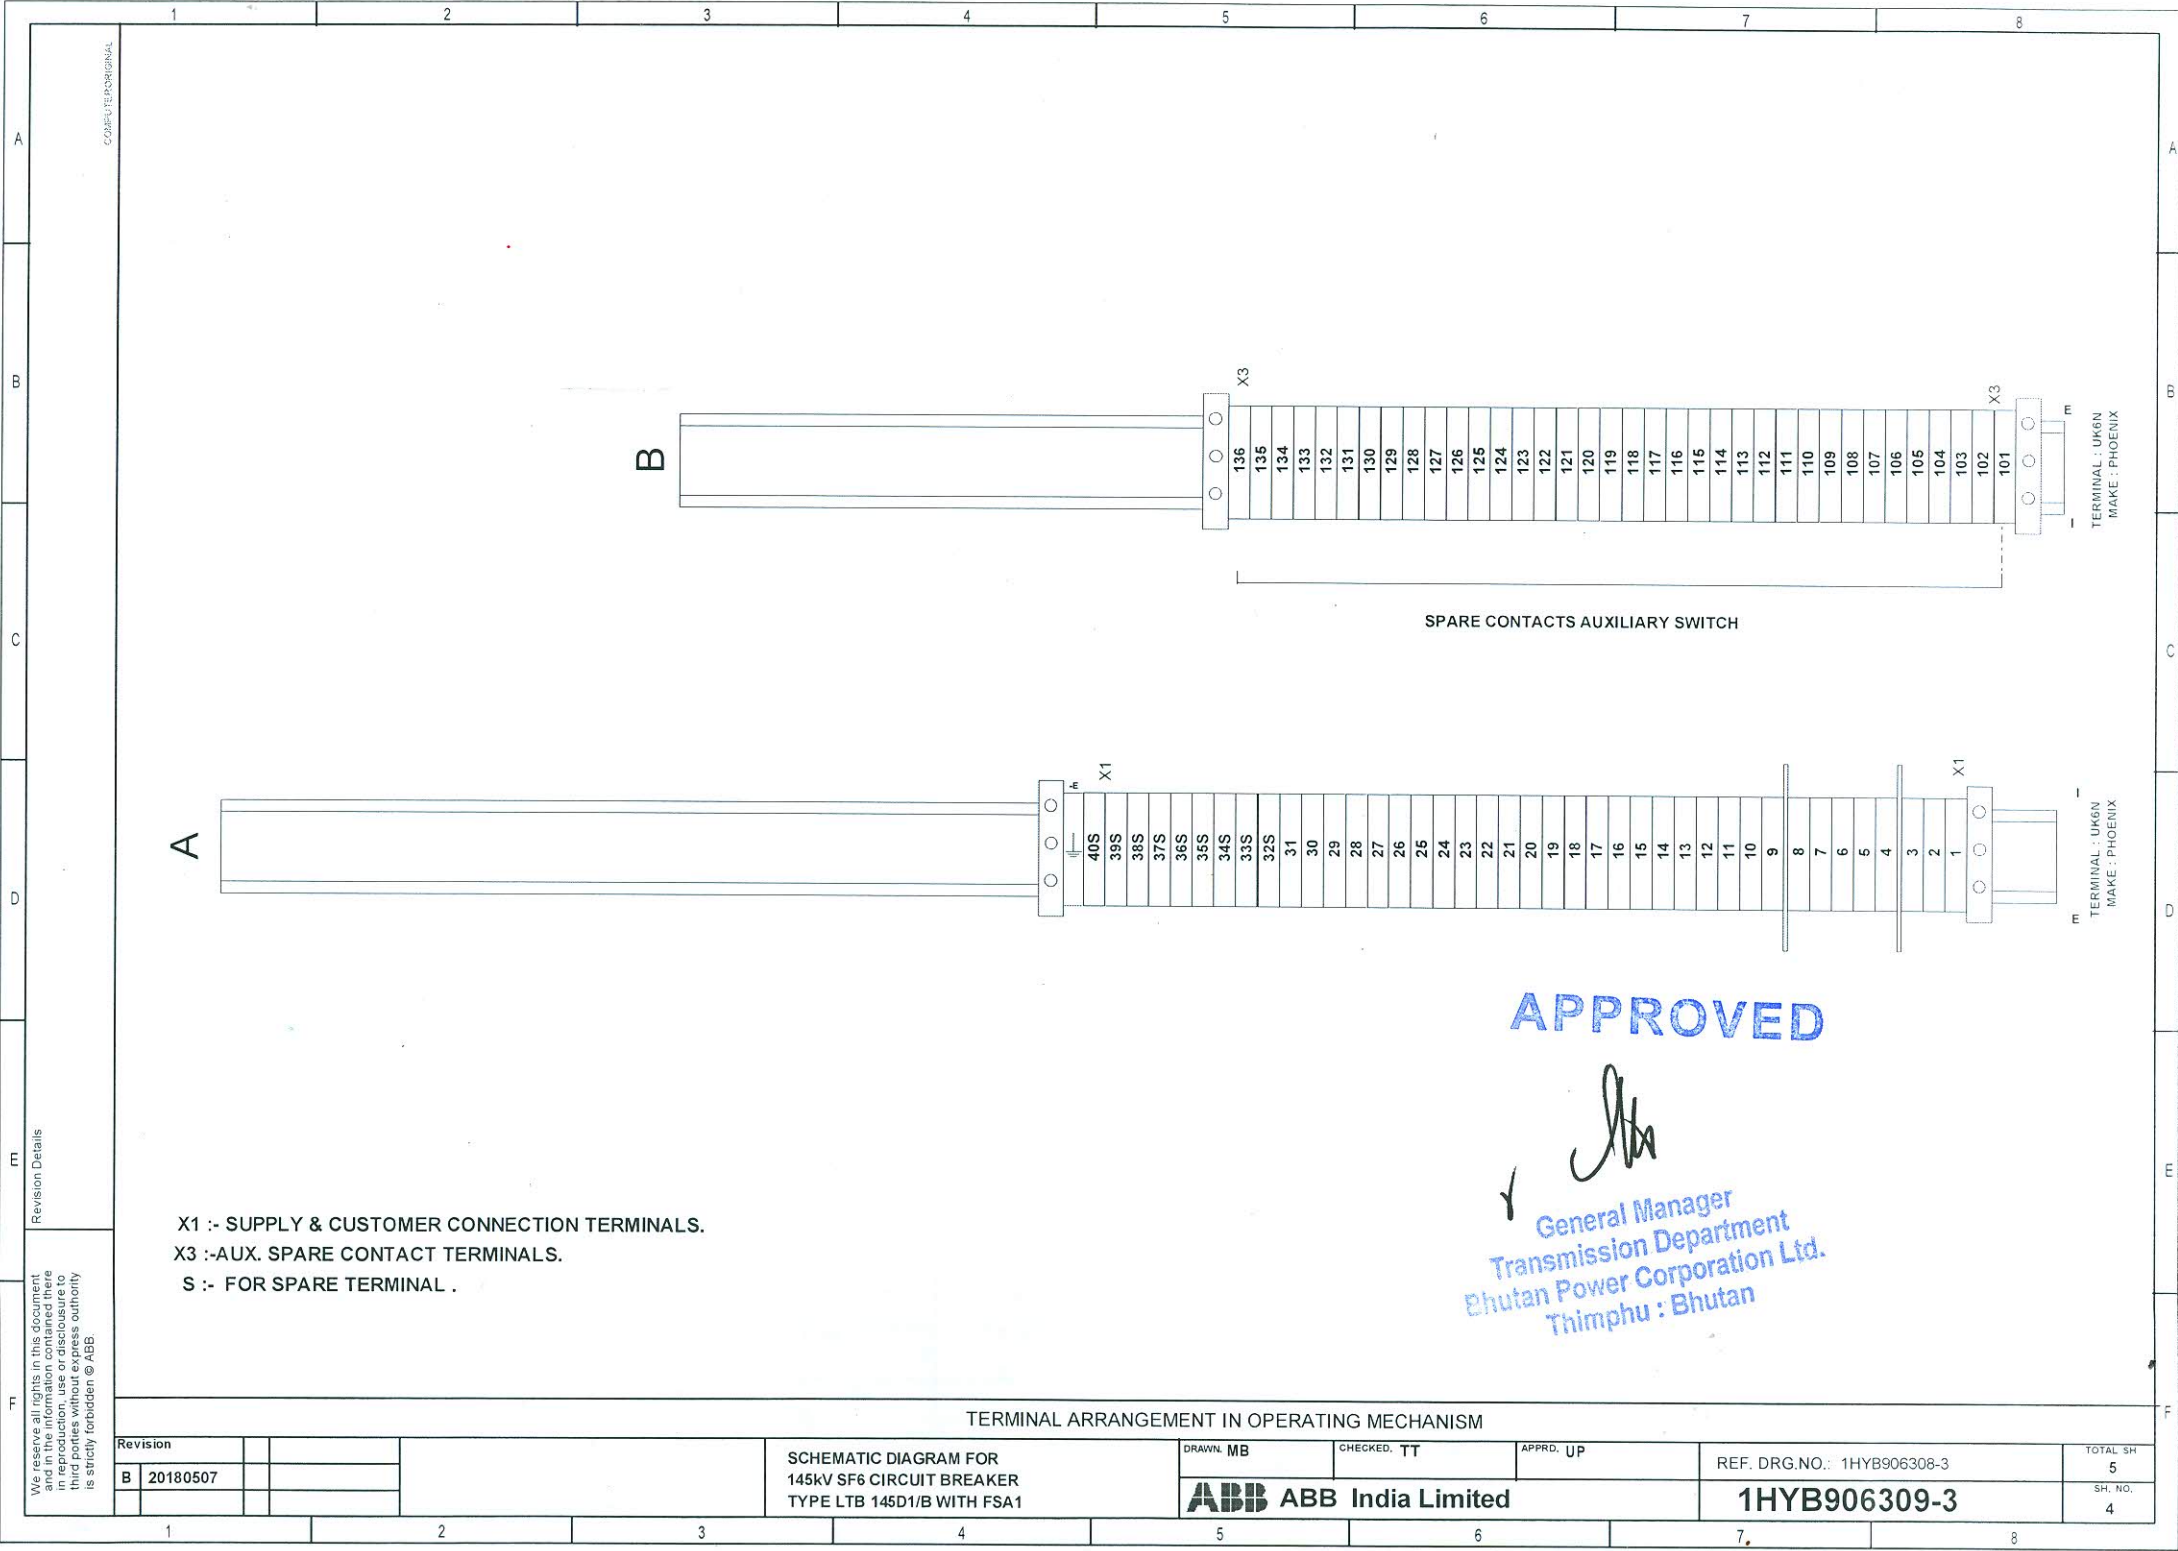 1 2 3 4 5 6 7 8
COMPUTER ORIGINAL
A
A
B
B
C
C
D
D
E
E
F
F
B
X3
X3
136 135 134 133 132 131 130 129 128 127 126 125 124 123 122 121 120 119 118 117 116 115 114 113 112 111 110 109 108 107 106 105 104 103 102 101
E
I
TERMINAL : UK6N
MAKE : PHOENIX
SPARE CONTACTS AUXILIARY SWITCH
A
-E
X1
X1
40S 39S 38S 37S 36S 35S 34S 33S 32S 31 30 29 28 27 26 25 24 23 22 21 20 19 18 17 16 15 14 13 12 11 10 9 8 7 6 5 4 3 2 1
I
E
TERMINAL : UK6N
MAKE : PHOENIX
APPROVED
General Manager
Transmission Department
Bhutan Power Corporation Ltd.
Thimphu : Bhutan
X1 :- SUPPLY & CUSTOMER CONNECTION TERMINALS.
X3 :-AUX. SPARE CONTACT TERMINALS.
S :- FOR SPARE TERMINAL .
Revision Details
We reserve all rights in this document
and in the information contained there
in reproduction, use or disclousure to
third porties without express outhority
is strictly forbidden © ABB.
TERMINAL ARRANGEMENT IN OPERATING MECHANISM
Revision
B 20180507
SCHEMATIC DIAGRAM FOR
145kV SF6 CIRCUIT BREAKER
TYPE LTB 145D1/B WITH FSA1
DRAWN. MB
CHECKED. TT
APPRD. UP
ABB ABB India Limited
REF. DRG.NO.: 1HYB906308-3
1HYB906309-3
TOTAL SH
5
SH. NO.
4
1 2 3 4 5 6 7 8